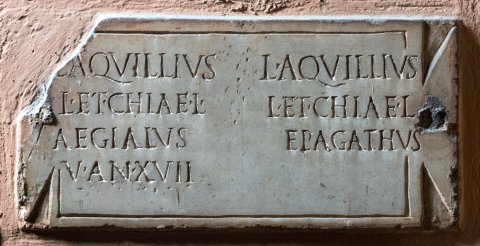 L·AQVILLIVS
L·ET·CHIAE·L
AEGIALVS
V·AN·XVII
L·AQVILLIVS
L·ET·CHIAE·L
EPAGATHVS